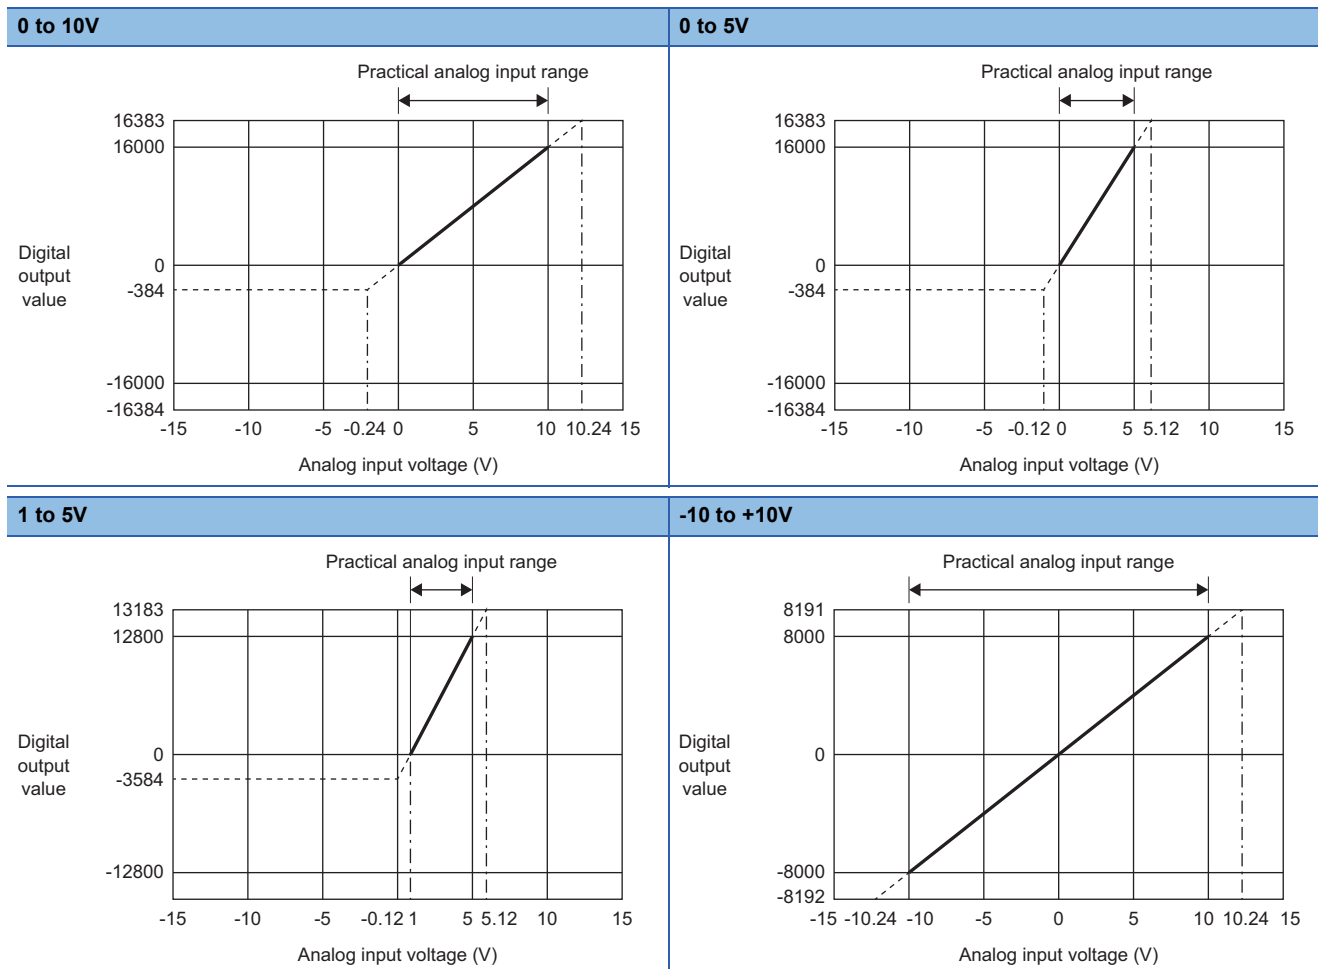 0 to 10V
Practical analog input range
16383
16000
Digital output value
0
-384
-16000
-16384
-15 -10 -5 -0.24 0 5 10 10.24 15
Analog input voltage (V)
0 to 5V
Practical analog input range
16383
16000
Digital output value
0
-384
-16000
-16384
-15 -10 -5 -0.12 0 5 5.12 10 15
Analog input voltage (V)
1 to 5V
Practical analog input range
13183
12800
Digital output value
0
-3584
-12800
-15 -10 -5 -0.12 1 5 5.12 10 15
Analog input voltage (V)
-10 to +10V
Practical analog input range
8191
8000
Digital output value
0
-8000
-8192
-15 -10.24 -10 -5 0 5 10 10.24 15
Analog input voltage (V)